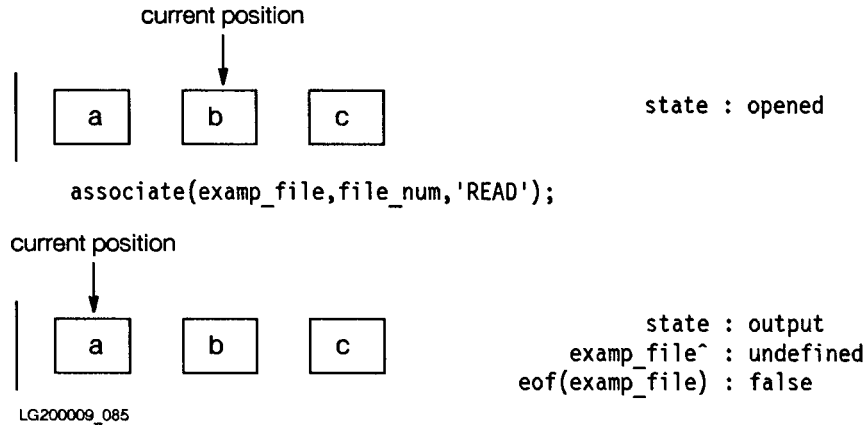 current position
a b c state : opened
associate(examp_file,file_num,'READ');
current position
a b c state : output
examp_file^ : undefined
eof(examp_file) : false
LG200009_085